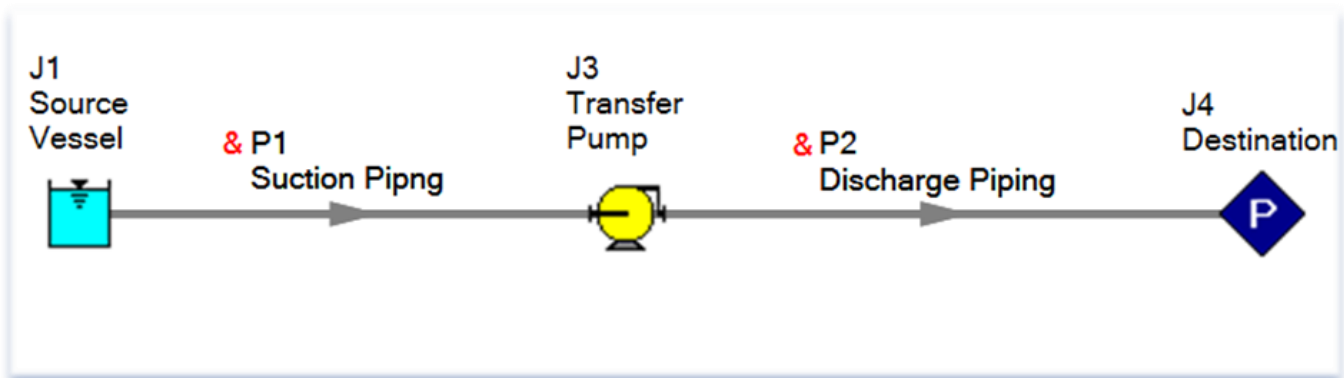 J1
Source
Vessel
& P1
Suction Pipng
J3
Transfer
Pump
& P2
Discharge Piping
J4
Destination
P